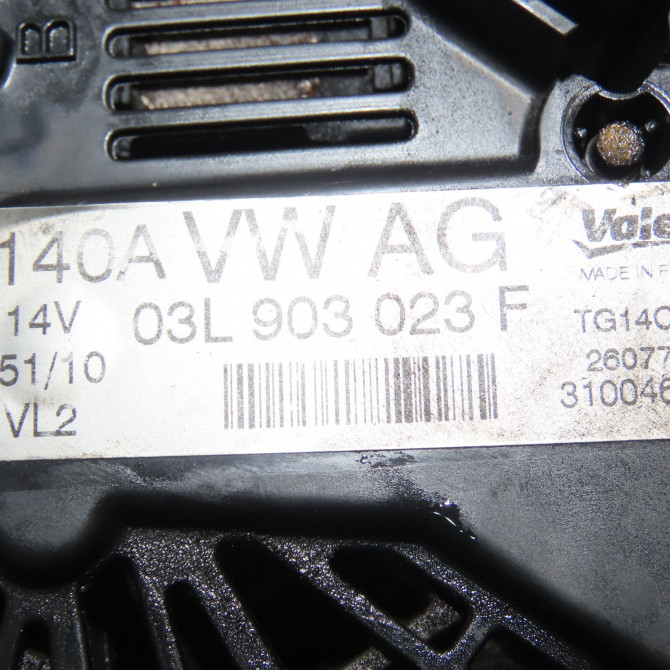 B
140A VW AG Vale
MADE IN F
14V 03L 903 023 F TG14C
51/10 26077
VL2 310046